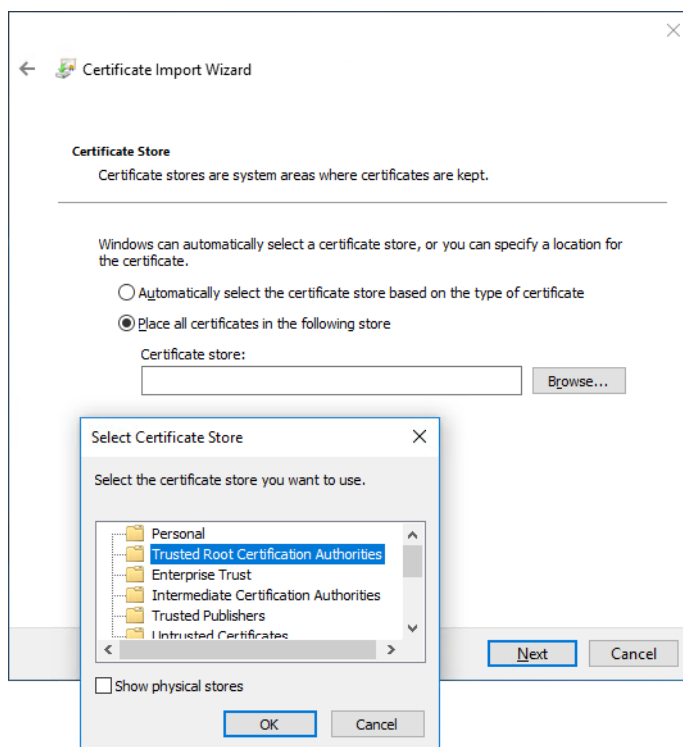 Certificate Import Wizard
Certificate Store
Certificate stores are system areas where certificates are kept.
Windows can automatically select a certificate store, or you can specify a location for
the certificate.
Automatically select the certificate store based on the type of certificate
Place all certificates in the following store
Certificate store:
Browse...
Select Certificate Store
Select the certificate store you want to use.
Personal
Trusted Root Certification Authorities
Enterprise Trust
Intermediate Certification Authorities
Trusted Publishers
Untrusted Certificates
Show physical stores
OK Cancel
Next Cancel